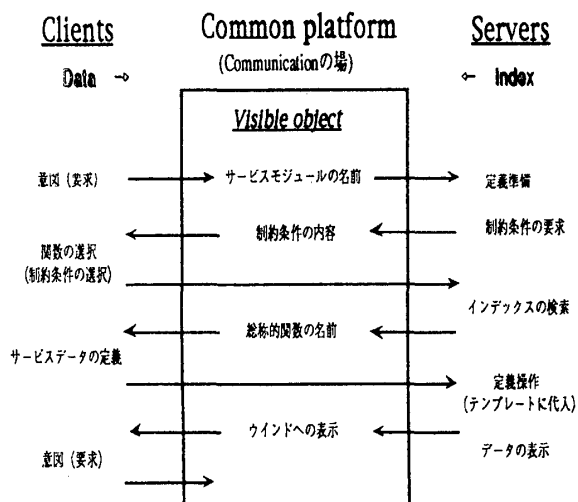 Clients Common platform Servers
(Communicationの場)
Data → ← Index
Visible object
意図 (要求) サービスモジュールの名前 定義準備
制約条件の内容 制約条件の要求
関数の選択
(制約条件の選択)
インデックスの検索
総称的関数の名前
サービスデータの定義
定義操作
(テンプレートに代入)
ウインドへの表示
データの表示
意図 (要求)